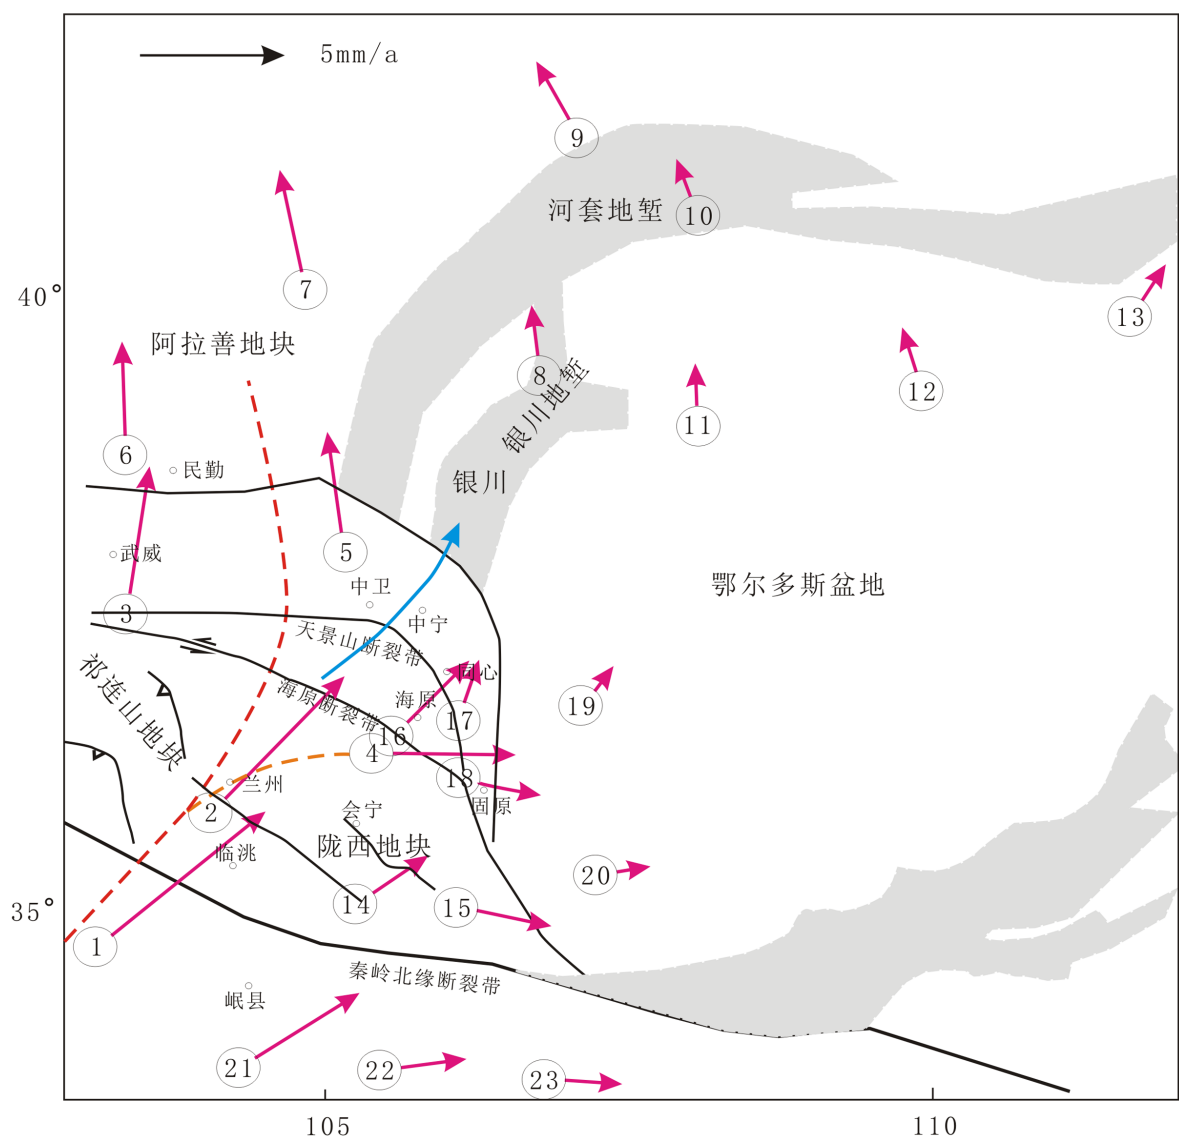 5mm/a
9
河套地堑
10
7
40°
13
阿拉善地块
8
银川地堑
12
11
6
民勤
银川
5
武威
鄂尔多斯盆地
中卫
3
中宁
天景山断裂带
祁连山地块
同心
海原断裂带
海原
17
19
16
4
兰州
18
固原
2
会宁
陇西地块
临洮
20
35°
14
15
1
秦岭北缘断裂带
岷县
21
22
23
105
110